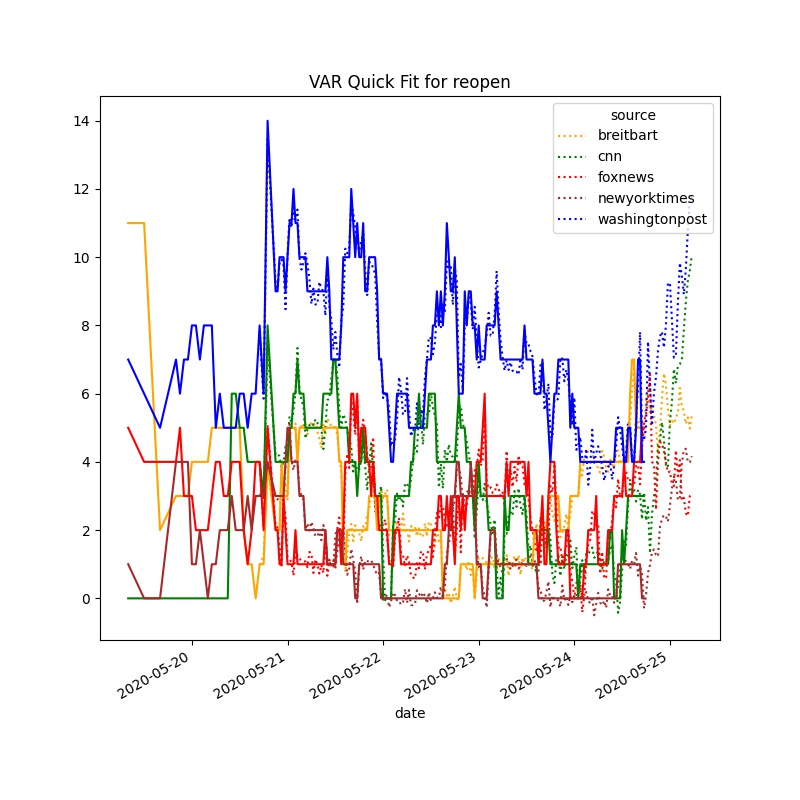 VAR Quick Fit for reopen
source
breitbart
cnn
foxnews
newyorktimes
washingtonpost
14
12
10
8
6
4
2
0
2020-05-20
2020-05-21
2020-05-22
2020-05-23
2020-05-24
2020-05-25
date